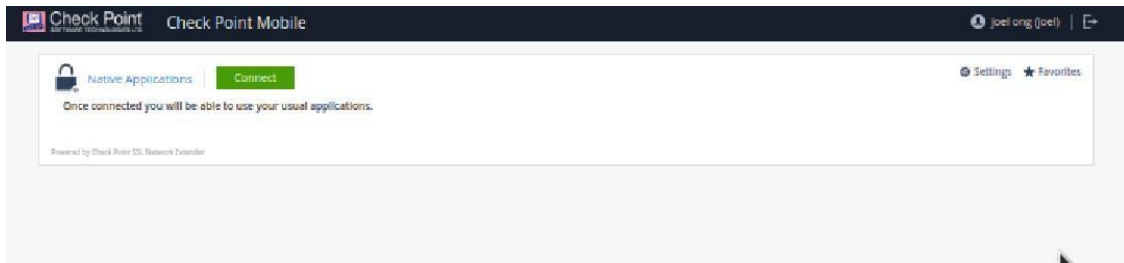 Check Point
SOFTWARE TECHNOLOGIES LTD.
Check Point Mobile
joel ong (joel)
Native Applications
Connect
Settings
Favorites
Once connected you will be able to use your usual applications.
Powered by Check Point SSL Network Extender